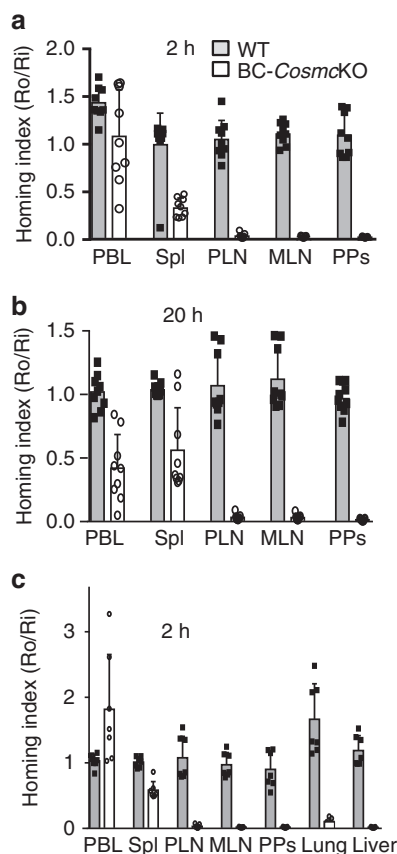 a
2 h
WT
BC-CosmcKO
Homing index (Ro/Ri)
2.0
1.5
1.0
0.5
0.0
PBL Spl PLN MLN PPs
b
20 h
Homing index (Ro/Ri)
1.5
1.0
0.5
0.0
PBL Spl PLN MLN PPs
c
2 h
Homing index (Ro/Ri)
3
2
1
0
PBL Spl PLN MLN PPs Lung Liver